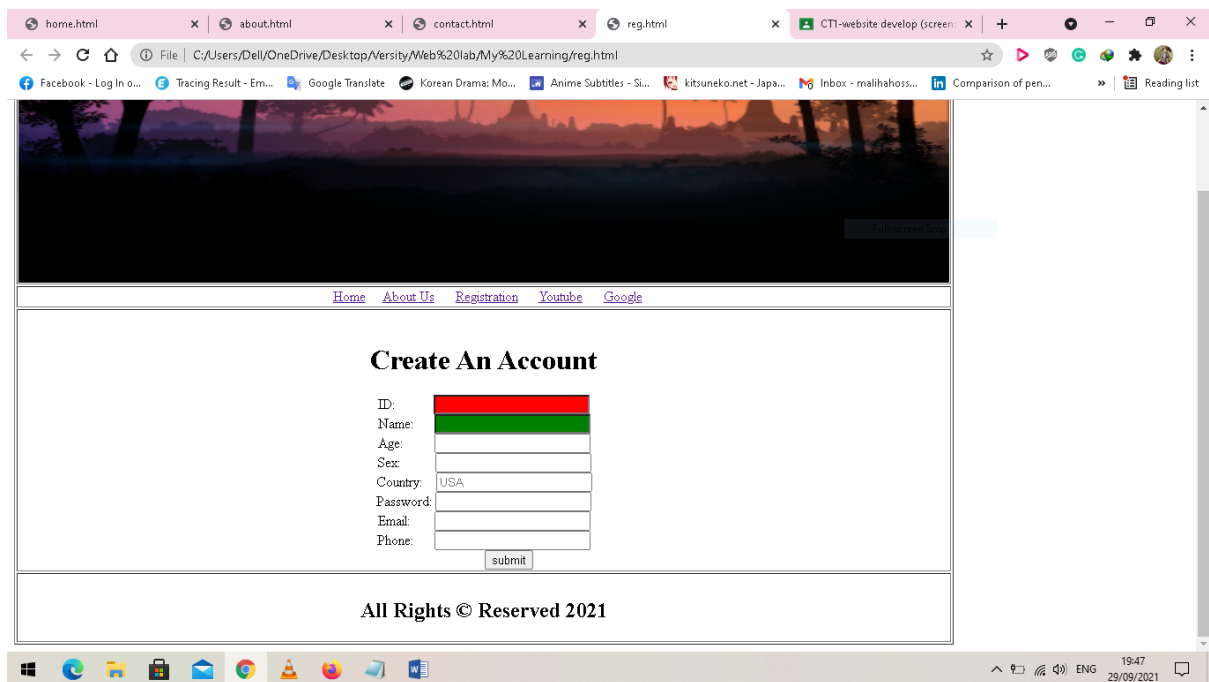 home.html about.html contact.html reg.html CT1-website develop (screen
File C:/Users/Dell/OneDrive/Desktop/Versity/Web%20lab/My%20Learning/reg.html
Facebook - Log In o... Tracing Result - Em... Google Translate Korean Drama: Mo... Anime Subtitles - Si... kitsuneko.net - Japa... Inbox - malihahoss... Comparison of pen... » Reading list
Full-screen Snip
Home About Us Registration Youtube Google
Create An Account
ID:
Name:
Age:
Sex:
Country: USA
Password:
Email:
Phone:
submit
All Rights © Reserved 2021
ENG 19:47
29/09/2021